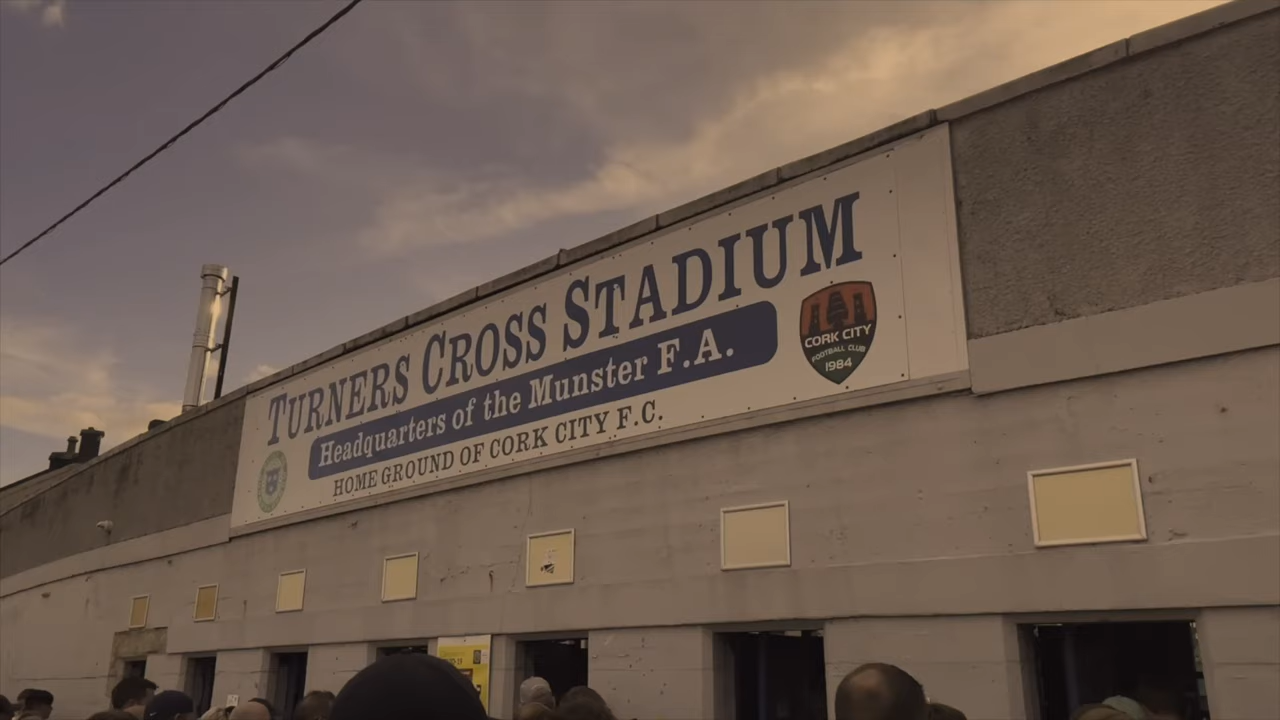 TURNERS CROSS STADIUM
Headquarters of the Munster F.A.
HOME GROUND OF CORK CITY F.C.
CORK CITY
FOOTBALL CLUB
1984